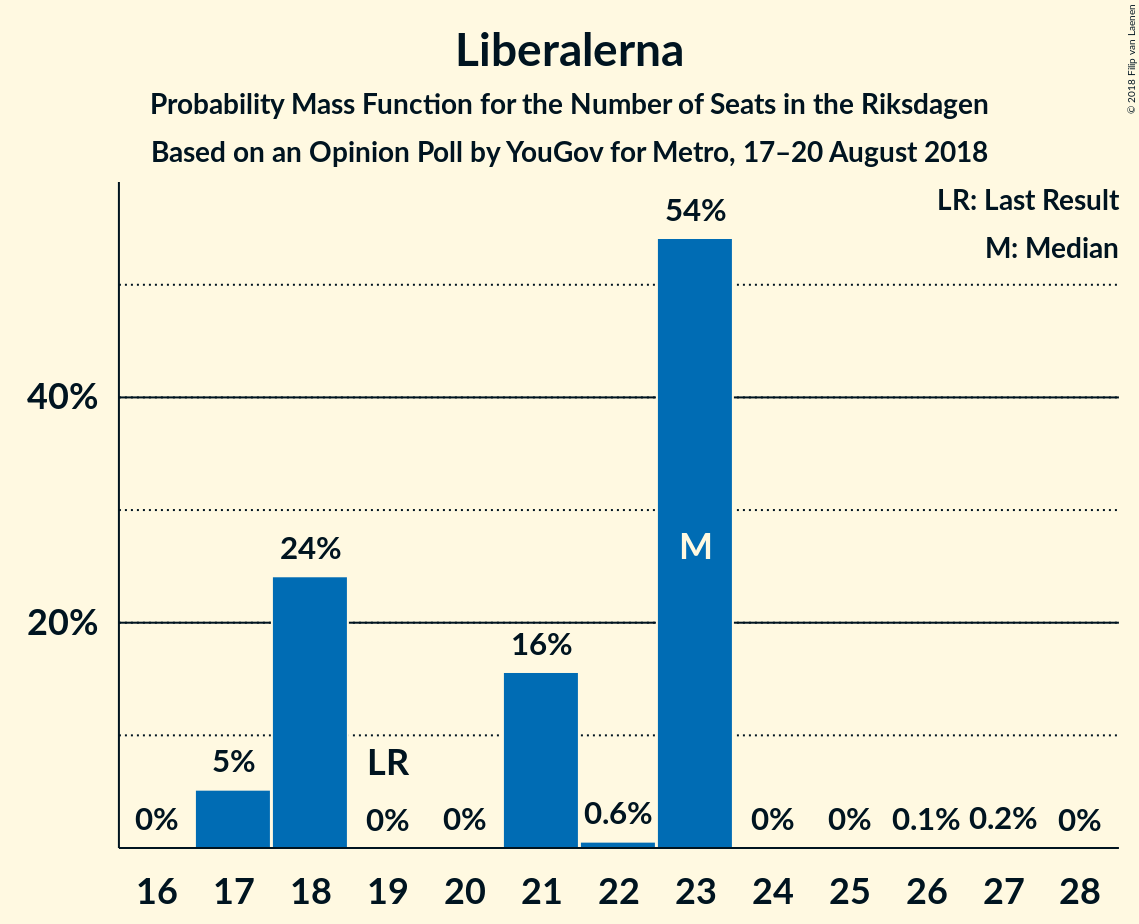 Liberalerna
Probability Mass Function for the Number of Seats in the Riksdagen
Based on an Opinion Poll by YouGov for Metro, 17–20 August 2018
© 2018 Filip van Laenen
LR: Last Result
M: Median
40%
20%
0%
5%
24%
LR
0%
0%
16%
0.6%
54%
M
0%
0%
0.1%
0.2%
0%
16 17 18 19 20 21 22 23 24 25 26 27 28